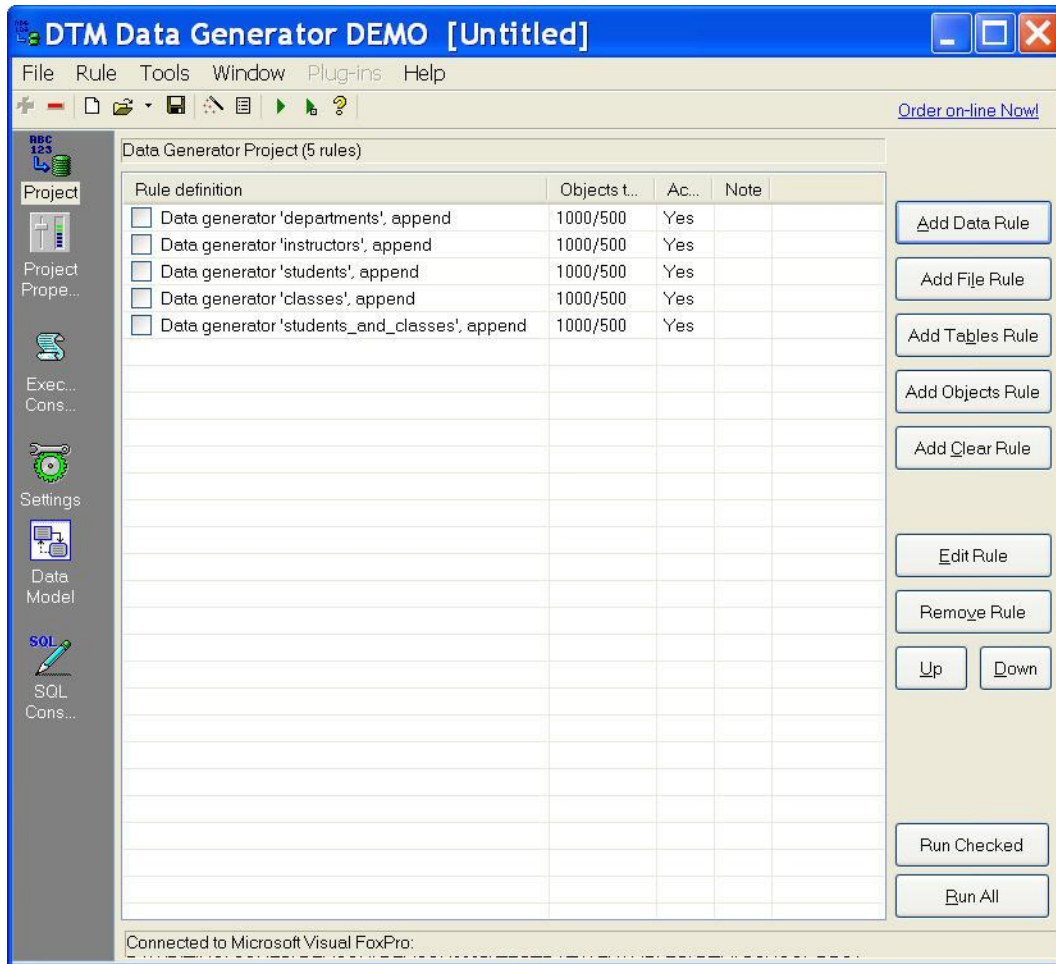 DTM Data Generator DEMO [Untitled]
File Rule Tools Window Plug-ins Help
Order on-line Now!
ABC
123
Project
Project
Prope...
Exec...
Cons...
Settings
Data
Model
SQL
SQL
Cons...
Data Generator Project (5 rules)
Rule definition Objects t... Ac... Note
Data generator 'departments', append 1000/500 Yes
Data generator 'instructors', append 1000/500 Yes
Data generator 'students', append 1000/500 Yes
Data generator 'classes', append 1000/500 Yes
Data generator 'students_and_classes', append 1000/500 Yes
Add Data Rule
Add File Rule
Add Tables Rule
Add Objects Rule
Add Clear Rule
Edit Rule
Remove Rule
Up Down
Run Checked
Run All
Connected to Microsoft Visual FoxPro: